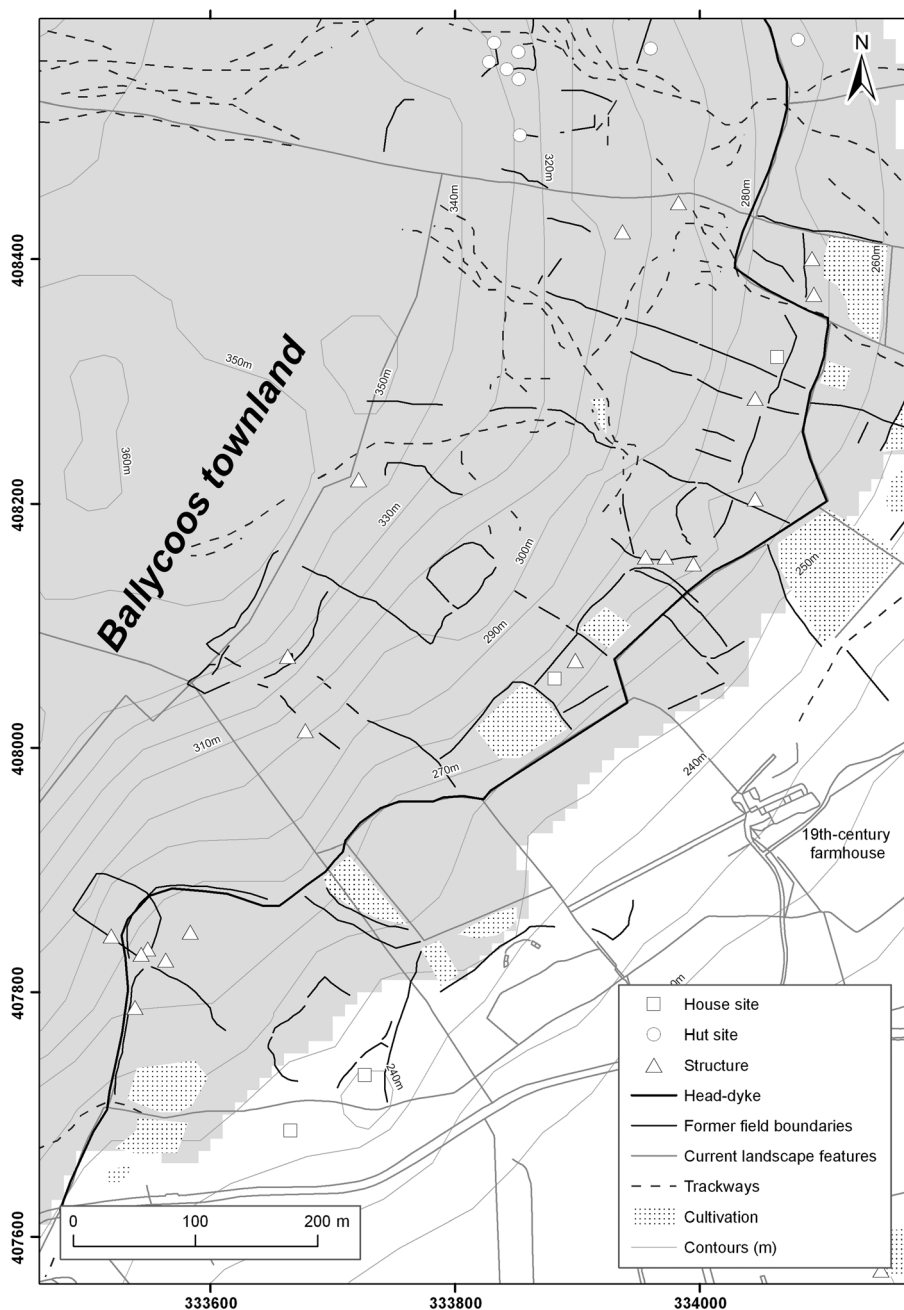 N
320m
340m
280m
260m
408400
350m
350m
Ballycoos townland
360m
408200
330m
300m
250m
290m
408000
310m
270m
240m
19th-century
farmhouse
407800
240m
House site
Hut site
Structure
Head-dyke
Former field boundaries
Current landscape features
Trackways
Cultivation
Contours (m)
0 100 200 m
407600
333600 333800 334000